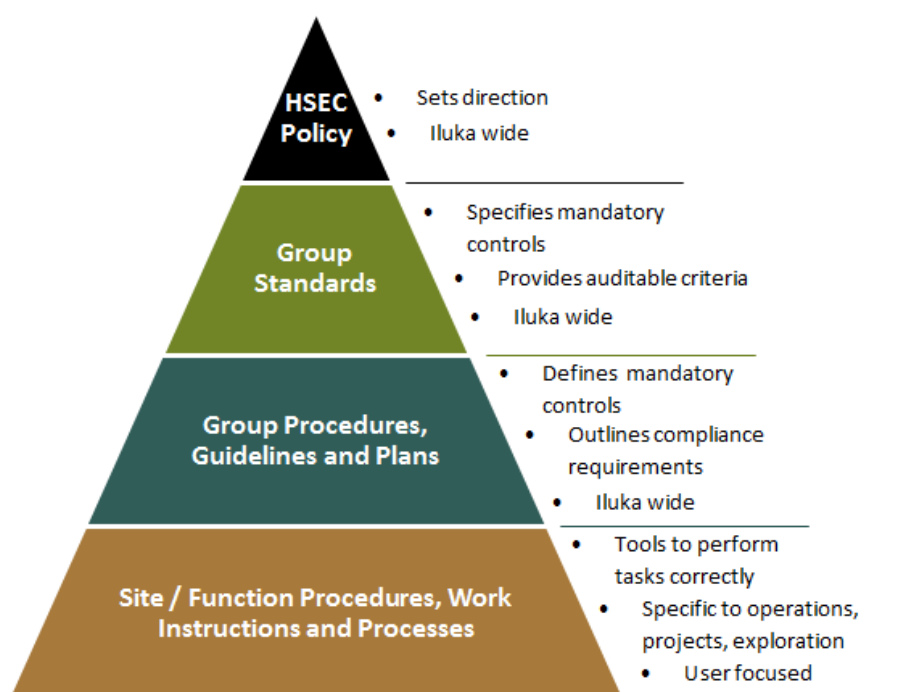 HSEC
Policy
• Sets direction
• Iluka wide
Group
Standards
• Specifies mandatory
controls
• Provides auditable criteria
• Iluka wide
Group Procedures,
Guidelines and Plans
• Defines mandatory
controls
• Outlines compliance
requirements
• Iluka wide
Site / Function Procedures, Work
Instructions and Processes
• Tools to perform
tasks correctly
• Specific to operations,
projects, exploration
• User focused